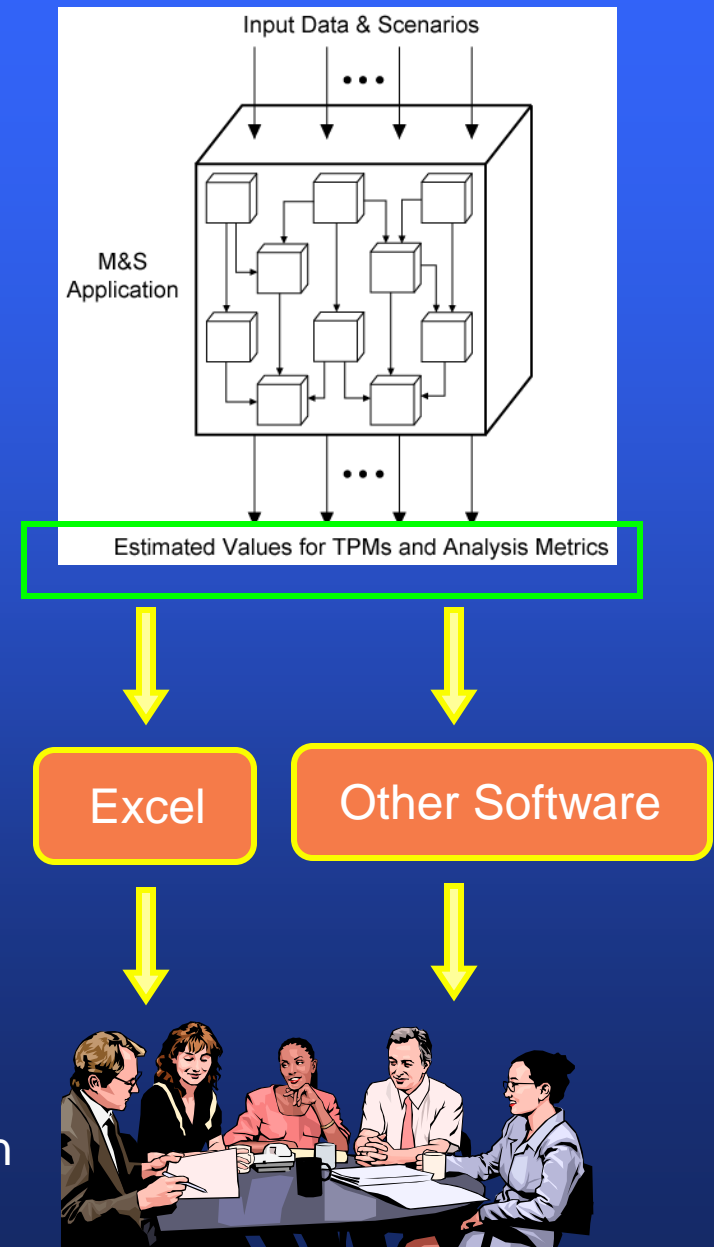 Input Data & Scenarios
M&S
Application
Estimated Values for TPMs and Analysis Metrics
Excel
Other Software
n